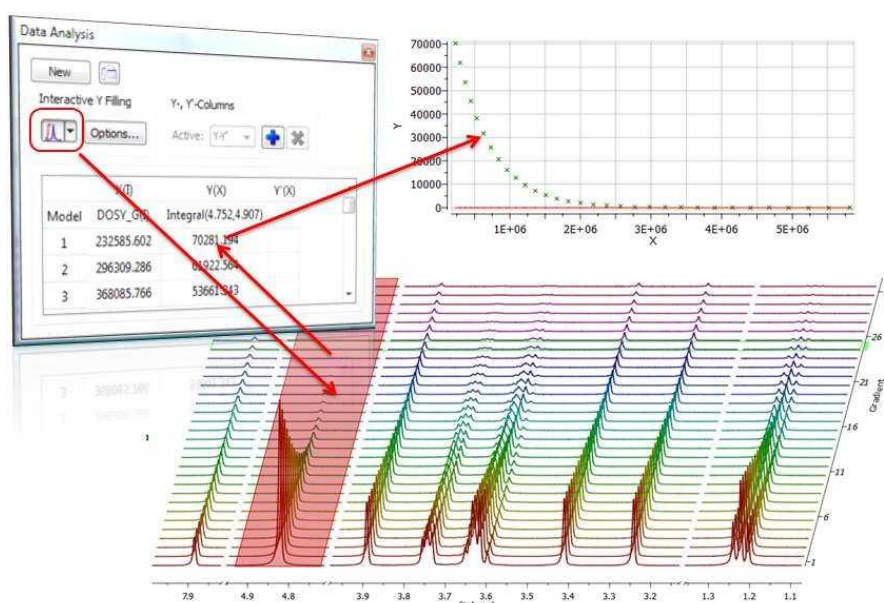 Data Analysis
New
Interactive Y Filling
Y-, Y'-Columns
Options...
Active: Y-Y'
X(I) Y(X) Y'(X)
Model DOSY_G(I) Integral(4.752,4.907)
1 232585.602 70281.194
2 296309.286 61922.564
3 368085.766 53661.343
70000
60000
50000
40000
30000
20000
10000
0
Y
1E+06 2E+06 3E+06 4E+06 5E+06
X
26
21
16
11
6
1
Gradient
7.9 4.9 4.8 3.9 3.8 3.7 3.6 3.5 3.4 3.3 3.2 1.3 1.2 1.1